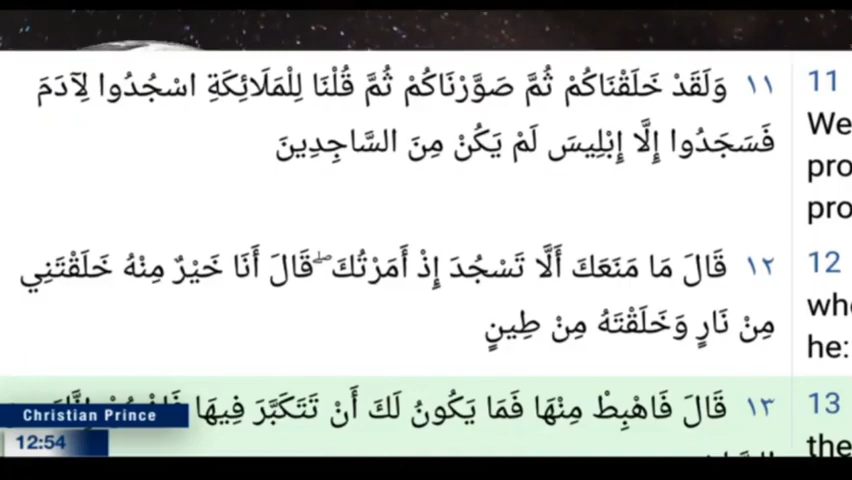 ١١ وَلَقَدْ خَلَقْنَاكُمْ ثُمَّ صَوَّرْنَاكُمْ ثُمَّ قُلْنَا لِلْمَلَائِكَةِ اسْجُدُوا لِآدَمَ
فَسَجَدُوا إِلَّا إِبْلِيسَ لَمْ يَكُنْ مِنَ السَّاجِدِينَ
11
We
pro
pro
١٢ قَالَ مَا مَنَعَكَ أَلَّا تَسْجُدَ إِذْ أَمَرْتُكَ ۖ قَالَ أَنَا خَيْرٌ مِنْهُ خَلَقْتَنِي
مِنْ نَارٍ وَخَلَقْتَهُ مِنْ طِينٍ
12
who
he:
١٣ قَالَ فَاهْبِطْ مِنْهَا فَمَا يَكُونُ لَكَ أَنْ تَتَكَبَّرَ فِيهَا
13
the
Christian Prince
12:54